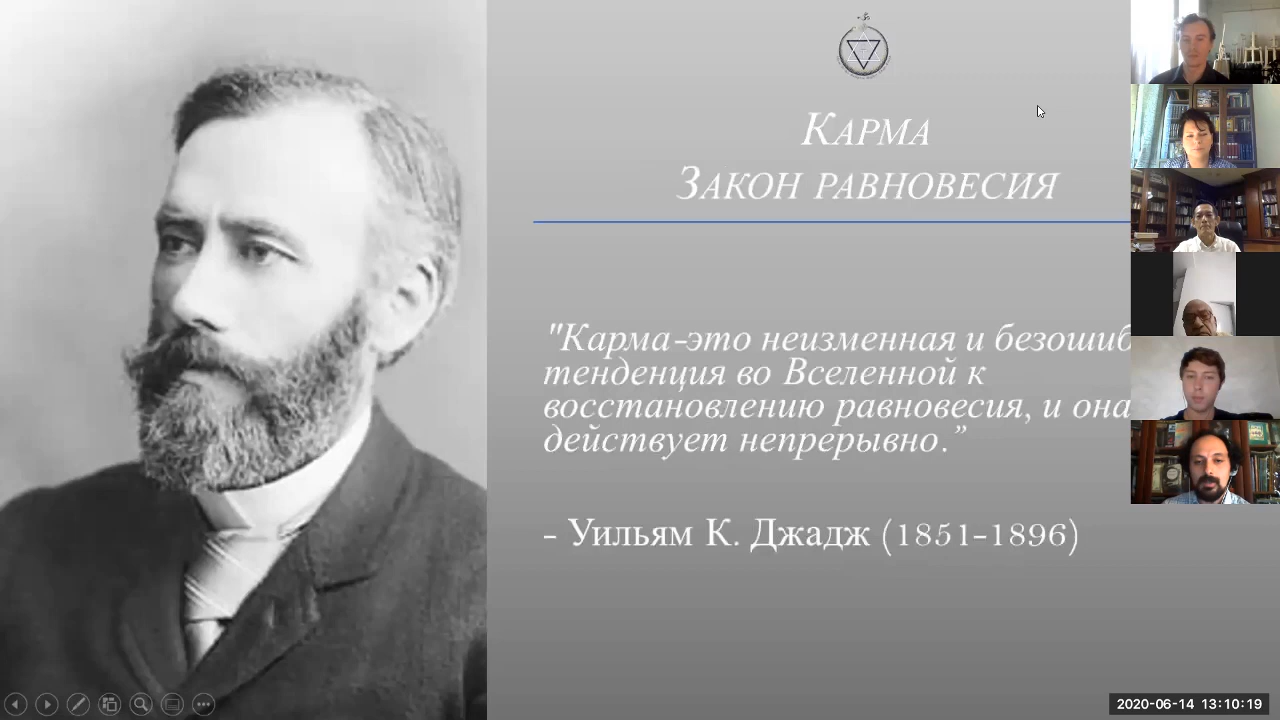 КАРМА
ЗАКОН РАВНОВЕСИЯ
"Карма-это неизменная и
тенденция во Вселенной к
восстановлению равновесия, и она
действует непрерывно.”
- Уильям К. Джадж (1851-1896)
2020-06-14 13:10:19